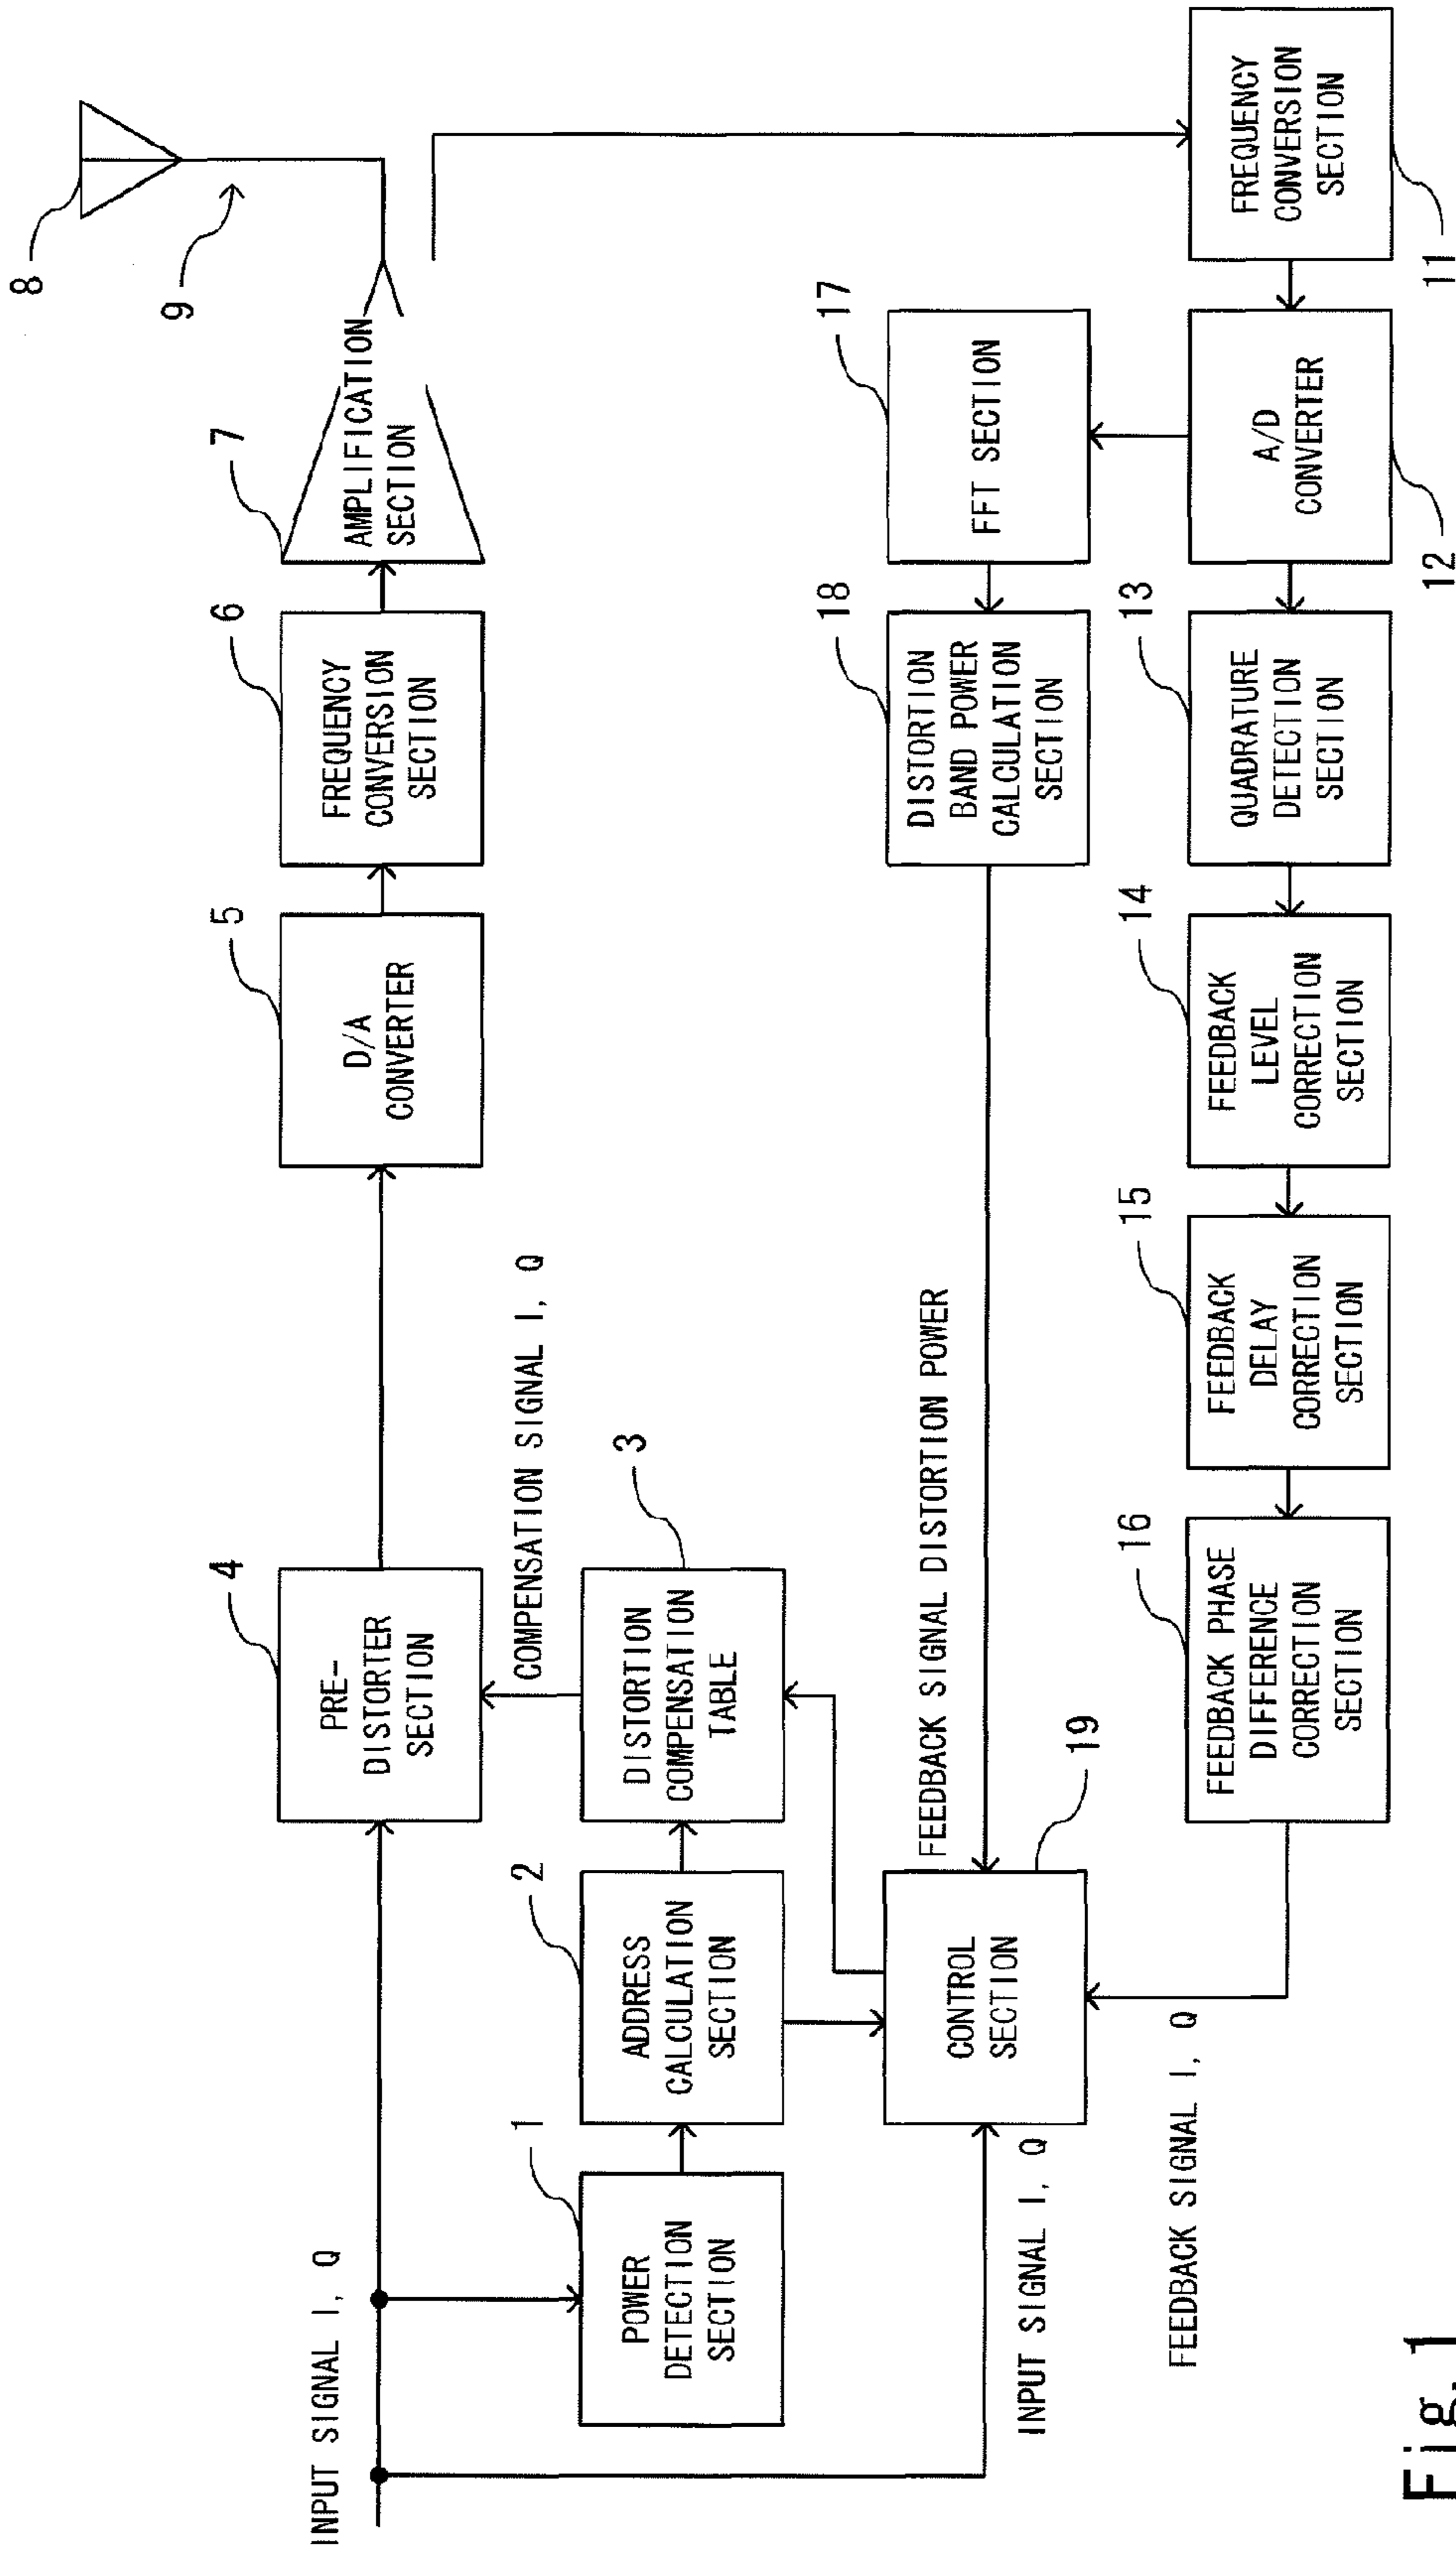 INPUT SIGNAL I, Q
4
PRE-
DISTORTER
SECTION
5
D/A
CONVERTER
6
FREQUENCY
CONVERSION
SECTION
7
AMPLIFICATION
SECTION
8
9
COMPENSATION SIGNAL I, Q
1
POWER
DETECTION
SECTION
2
ADDRESS
CALCULATION
SECTION
3
DISTORTION
COMPENSATION
TABLE
INPUT SIGNAL I, Q
19
CONTROL
SECTION
FEEDBACK SIGNAL DISTORTION POWER
18
DISTORTION
BAND POWER
CALCULATION
SECTION
17
FFT SECTION
FEEDBACK SIGNAL I, Q
16
FEEDBACK PHASE
DIFFERENCE
CORRECTION
SECTION
15
FEEDBACK
DELAY
CORRECTION
SECTION
14
FEEDBACK
LEVEL
CORRECTION
SECTION
13
QUADRATURE
DETECTION
SECTION
12
A/D
CONVERTER
11
FREQUENCY
CONVERSION
SECTION
Fig. 1